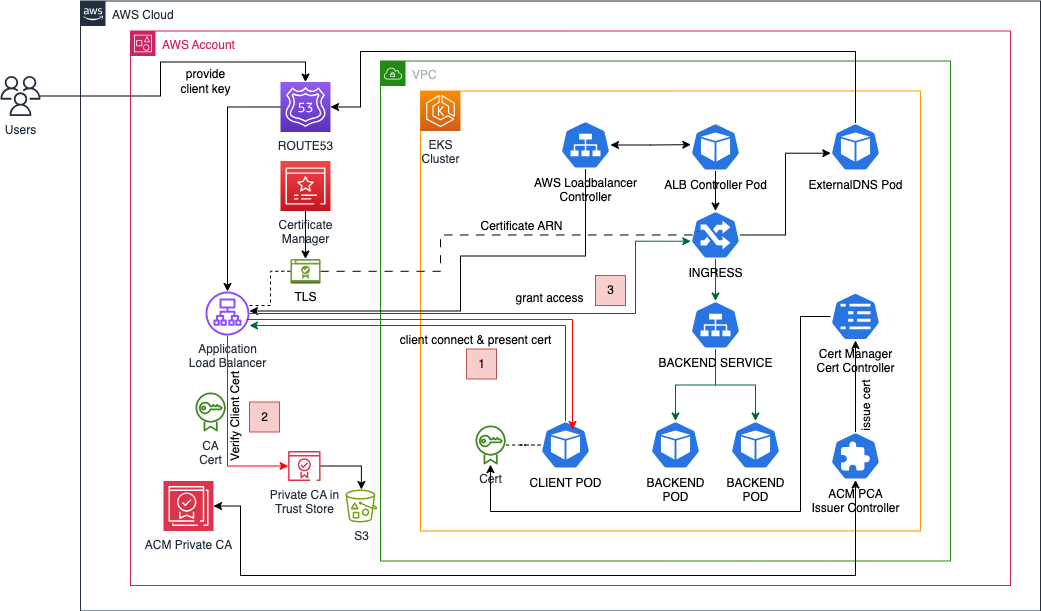 aws
AWS Cloud
AWS Account
provide
client key
VPC
Users
53
ROUTE53
K
EKS
Cluster
AWS Loadbalancer
Controller
ALB Controller Pod
ExternalDNS Pod
Certificate
Manager
Certificate ARN
INGRESS
TLS
grant access
3
Application
Load Balancer
client connect & present cert
1
BACKEND SERVICE
Cert Manager
Cert Controller
Verify Client Cert
2
CA
Cert
issue cert
Private CA in
Trust Store
S3
Cert
CLIENT POD
BACKEND
POD
BACKEND
POD
ACM PCA
Issuer Controller
ACM Private CA